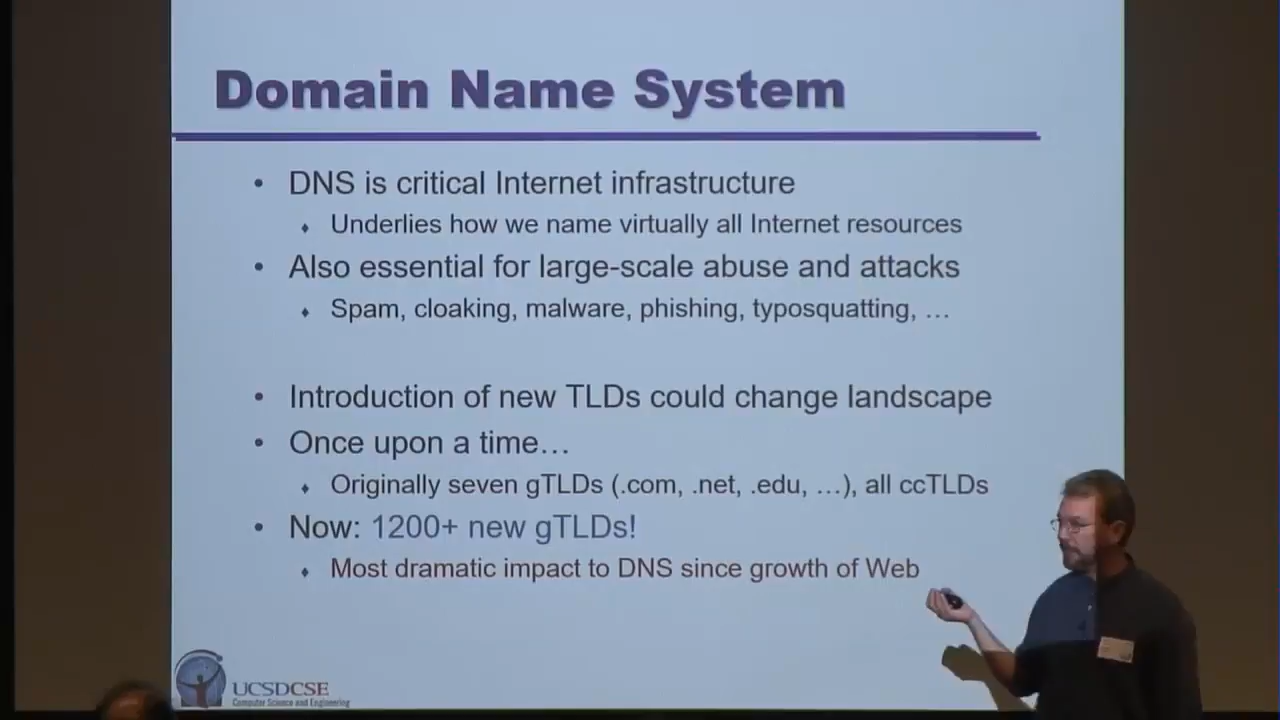 Domain Name System
• DNS is critical Internet infrastructure
♦ Underlies how we name virtually all Internet resources
• Also essential for large-scale abuse and attacks
♦ Spam, cloaking, malware, phishing, typosquatting, …
• Introduction of new TLDs could change landscape
• Once upon a time…
♦ Originally seven gTLDs (.com, .net, .edu, …), all ccTLDs
• Now: 1200+ new gTLDs!
♦ Most dramatic impact to DNS since growth of Web
UCSDCSE
Computer Science and Engineering